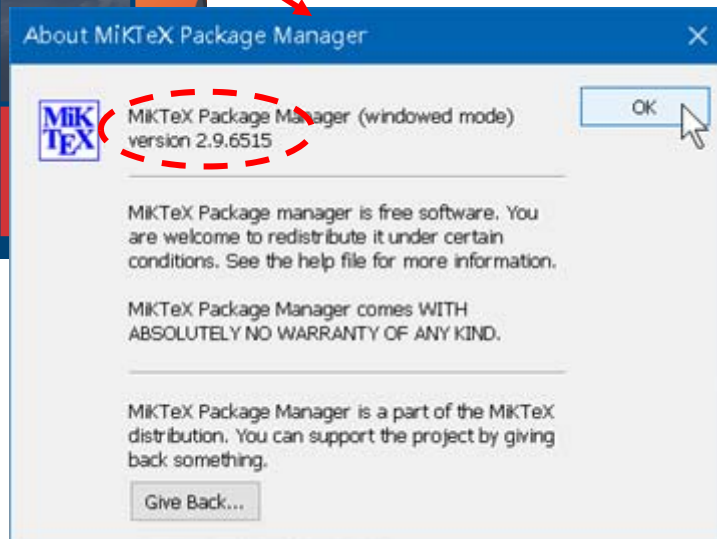 About MiKTeX Package Manager
MiK
TEX
MiKTeX Package Manager (windowed mode)
version 2.9.6515
OK
MiKTeX Package manager is free software. You
are welcome to redistribute it under certain
conditions. See the help file for more information.
MiKTeX Package Manager comes WITH
ABSOLUTELY NO WARRANTY OF ANY KIND.
MiKTeX Package Manager is a part of the MiKTeX
distribution. You can support the project by giving
back something.
Give Back...